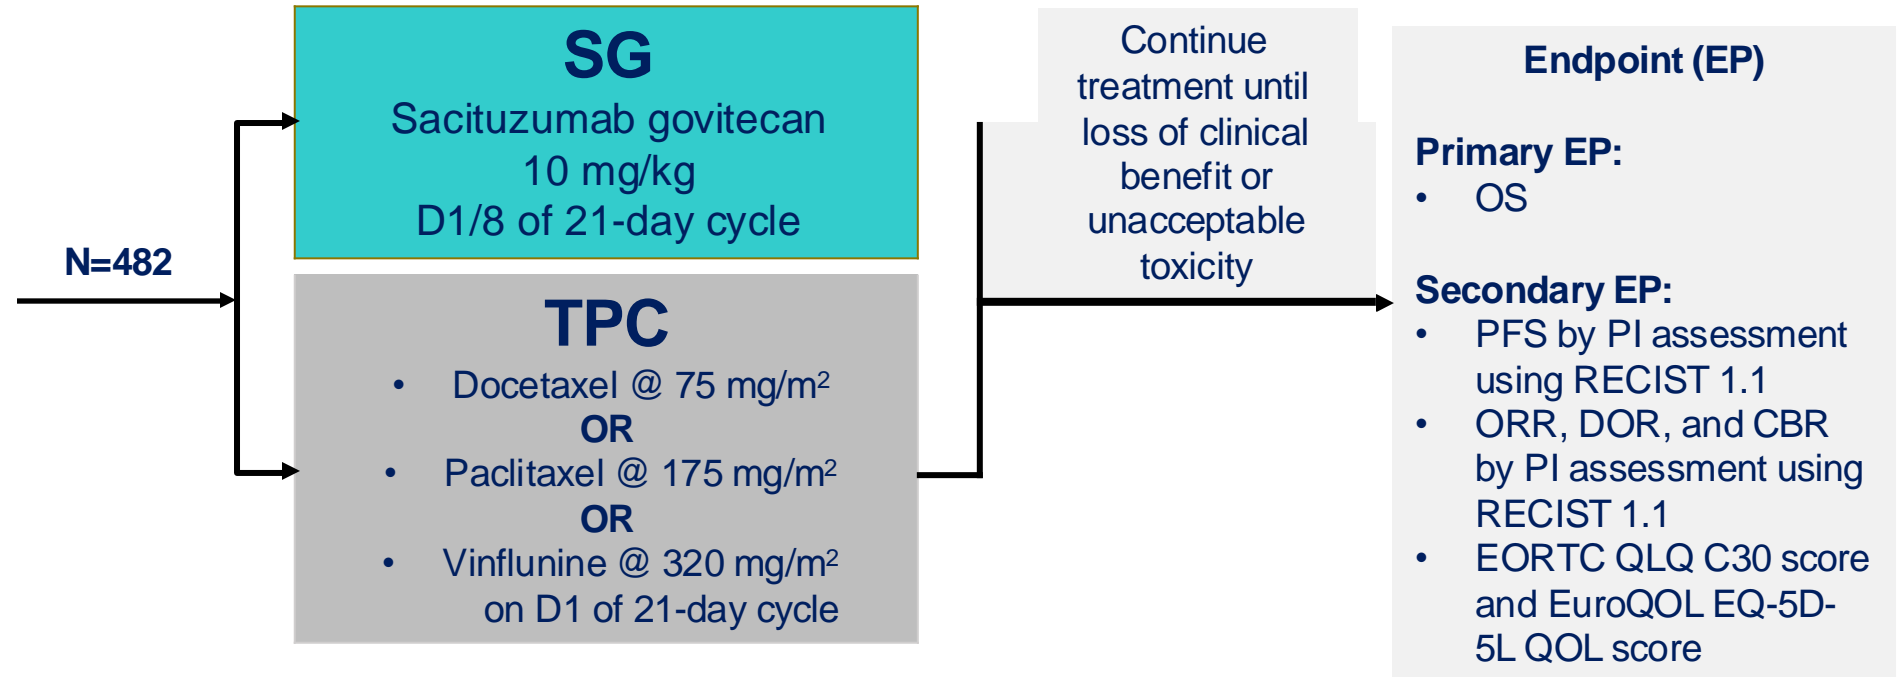 N=482
SG
Sacituzumab govitecan
10 mg/kg
D1/8 of 21-day cycle
TPC
• Docetaxel @ 75 mg/m²
OR
• Paclitaxel @ 175 mg/m²
OR
• Vinflunine @ 320 mg/m²
on D1 of 21-day cycle
Continue
treatment until
loss of clinical
benefit or
unacceptable
toxicity
Endpoint (EP)
Primary EP:
• OS
Secondary EP:
• PFS by PI assessment
using RECIST 1.1
• ORR, DOR, and CBR
by PI assessment using
RECIST 1.1
• EORTC QLQ C30 score
and EuroQOL EQ-5D-
5L QOL score